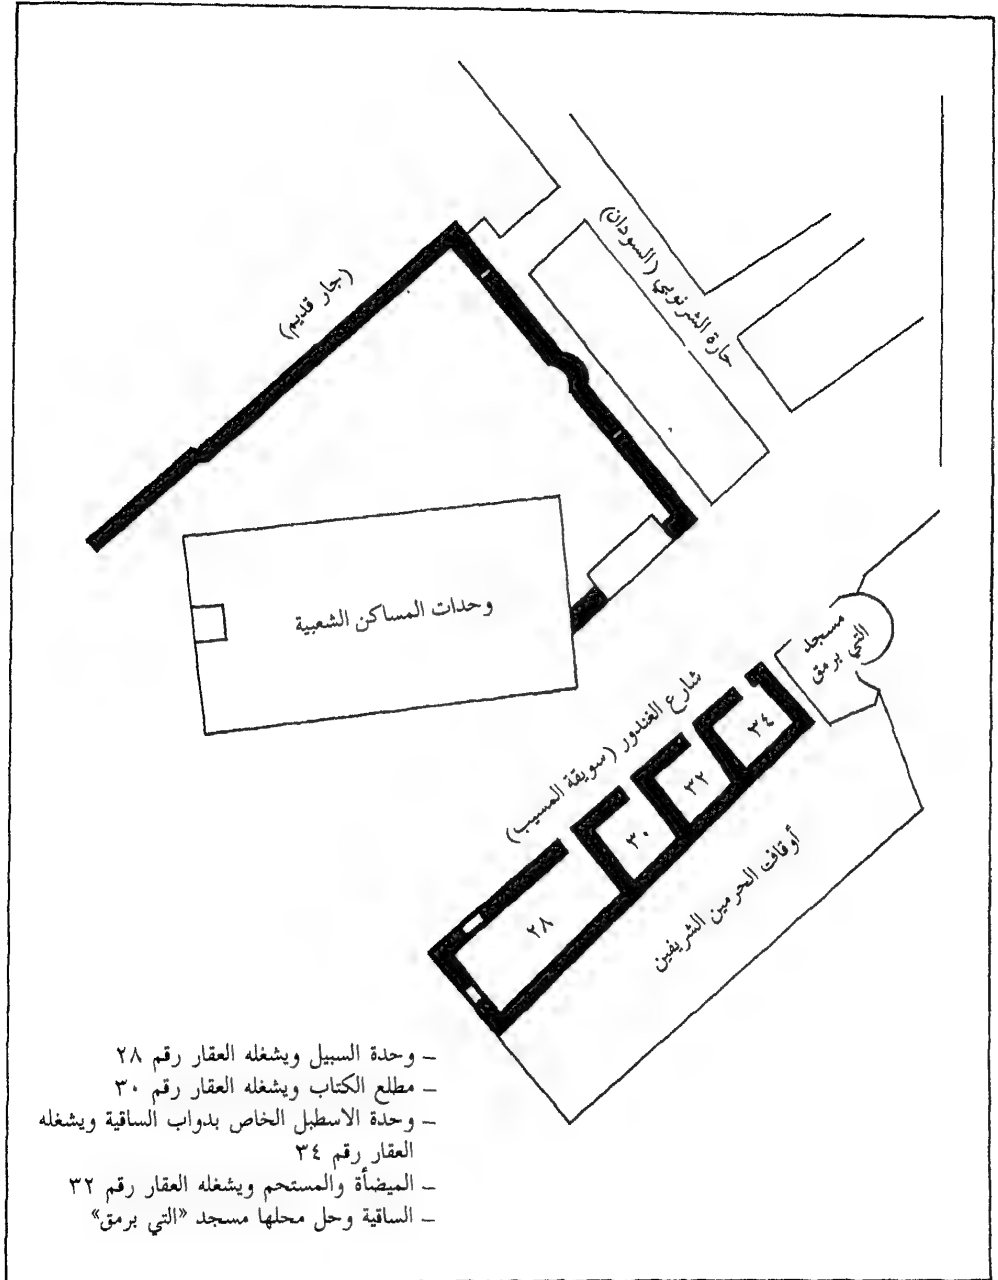 حارة الشرنوبي (السودان)
(جار قديم)
وحدات المساكن الشعبية
مسجد
التي برمق
شارع الغندور (سويقة المسيب)
٣٤
٣٢
٣٠
٢٨
أوقافت الحرمين الشريفين
– وحدة السبيل ويشغله العقار رقم ٢٨
– مطلع الكتاب ويشغله العقار رقم ٣٠
– وحدة الاسطبل الخاص بدواب الساقية ويشغله
العقار رقم ٣٤
– الميضأة والمستحم ويشغله العقار رقم ٣٢
– الساقية وحل محلها مسجد «التي برمق»